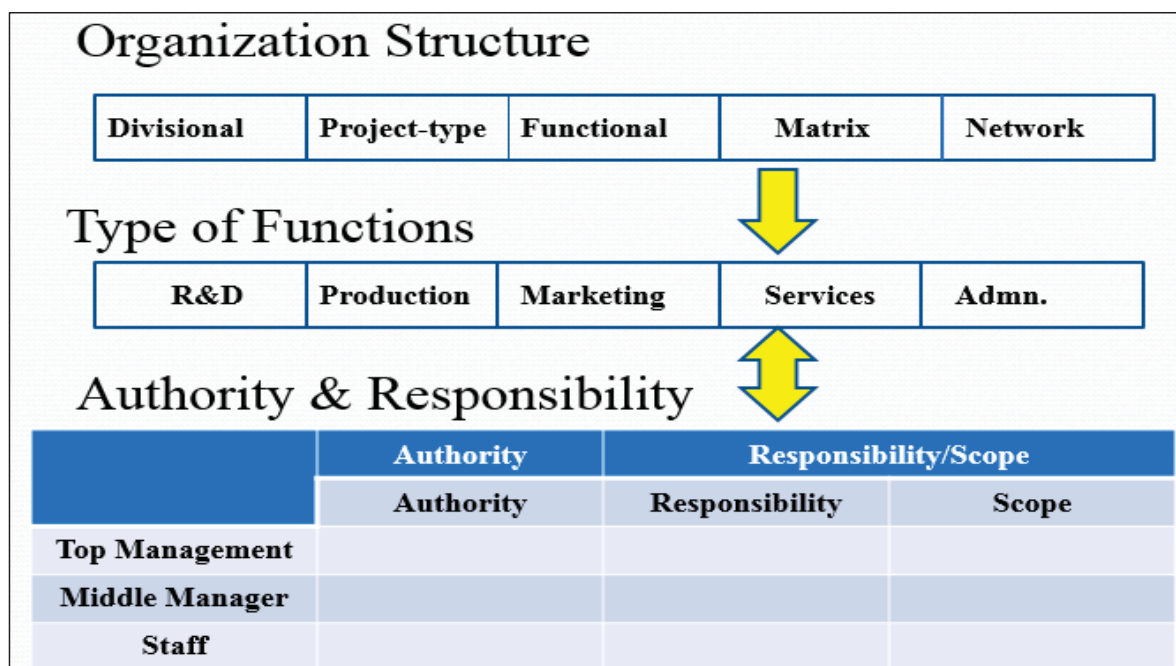 Organization Structure
Divisional Project-type Functional Matrix Network
Type of Functions
R&D Production Marketing Services Admn.
Authority & Responsibility
Authority Responsibility/Scope
Authority Responsibility Scope
Top Management
Middle Manager
Staff